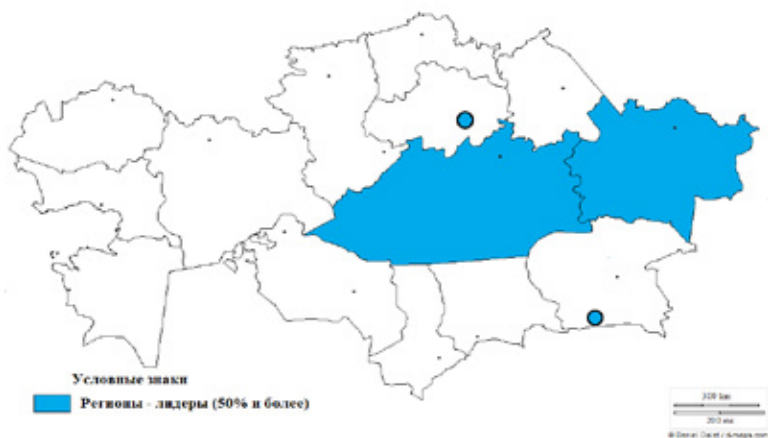 Условные знаки
Регионы - лидеры (50% и более)